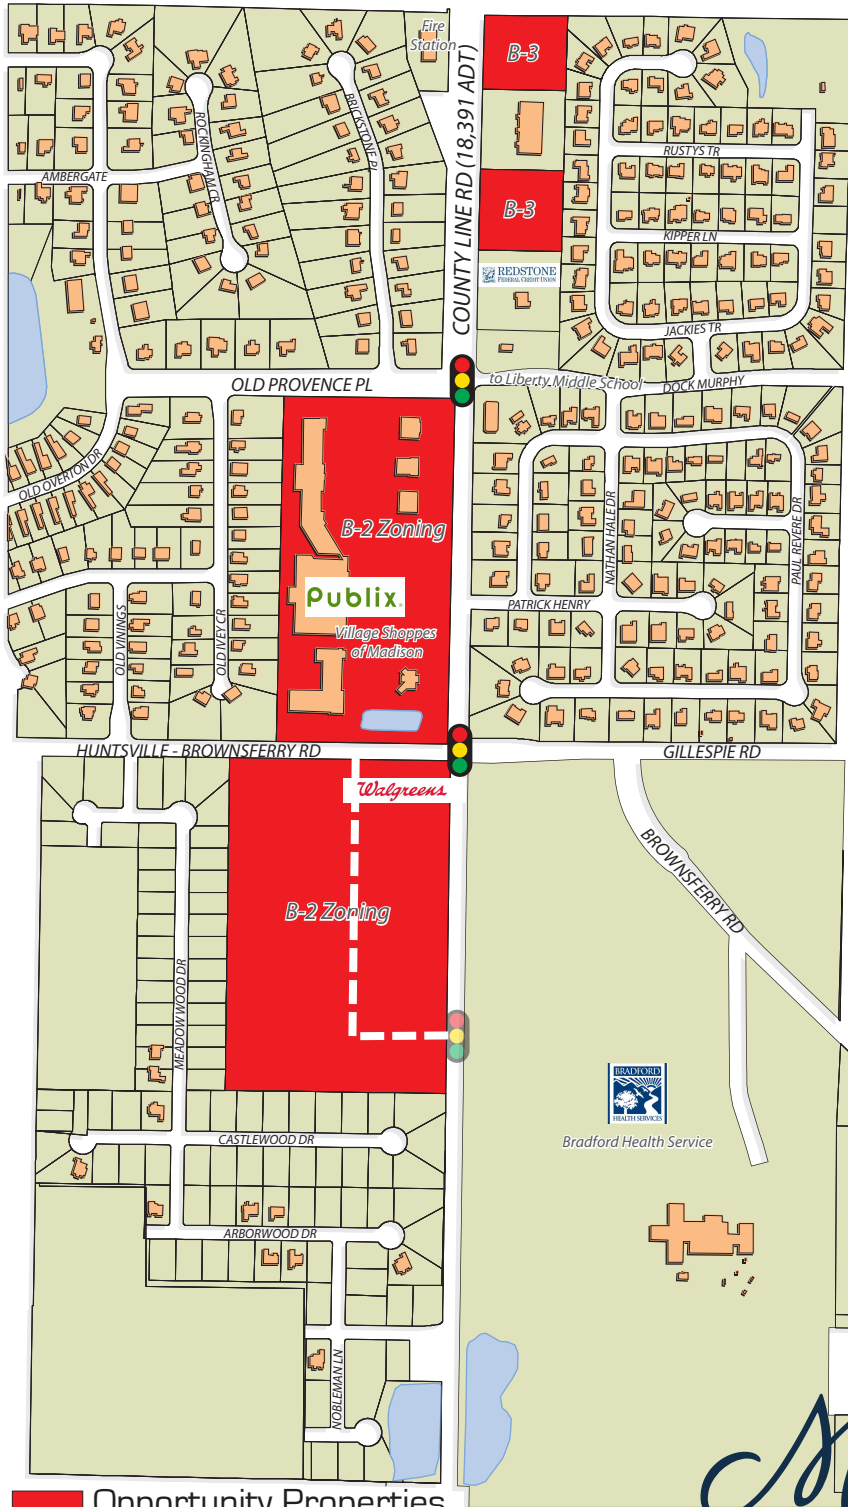 Fire
Station
B-3
COUNTY LINE RD (18,391 ADT)
BRICKSTONE PL
ROCKINGHAM CR
RUSTYS TR
AMBERGATE
B-3
KIPPER LN
REDSTONE
FEDERAL CREDIT UNION
JACKIES TR
OLD PROVENCE PL
to Liberty Middle School
DOCK MURPHY
OLD OVERTON DR
B-2 Zoning
NATHAN HALE DR
PAUL REVERE DR
Publix.
PATRICK HENRY
Village Shoppes
of Madison
OLD VININGS
OLD IVEY CR
HUNTSVILLE - BROWNSFERRY RD
GILLESPIE RD
Walgreens
BROWNSFERRY RD
B-2 Zoning
MEADOW WOOD DR
BRADFORD
HEALTH SERVICES
Bradford Health Service
CASTLEWOOD DR
ARBORWOOD DR
NOBLEMAN LN
Opportunity Properties